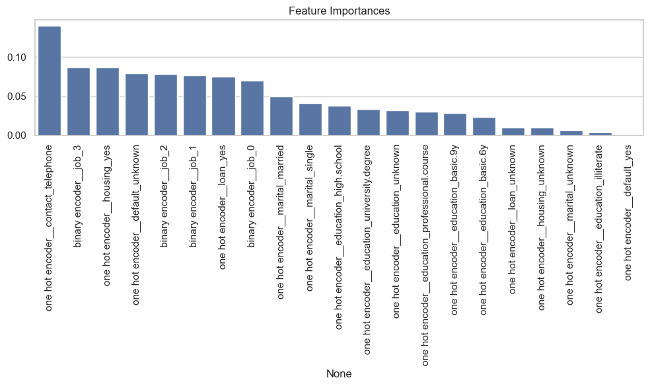 Feature Importances
0.10
0.05
0.00
one hot encoder__contact_telephone
binary encoder__job_3
one hot encoder__housing_yes
one hot encoder__default_unknown
binary encoder__job_2
binary encoder__job_1
one hot encoder__loan_yes
binary encoder__job_0
one hot encoder__marital_married
one hot encoder__marital_single
one hot encoder__education_high.school
one hot encoder__education_university.degree
one hot encoder__education_unknown
one hot encoder__education_professional.course
one hot encoder__education_basic.9y
one hot encoder__education_basic.6y
one hot encoder__loan_unknown
one hot encoder__housing_unknown
one hot encoder__marital_unknown
one hot encoder__education_illiterate
one hot encoder__default_yes
None